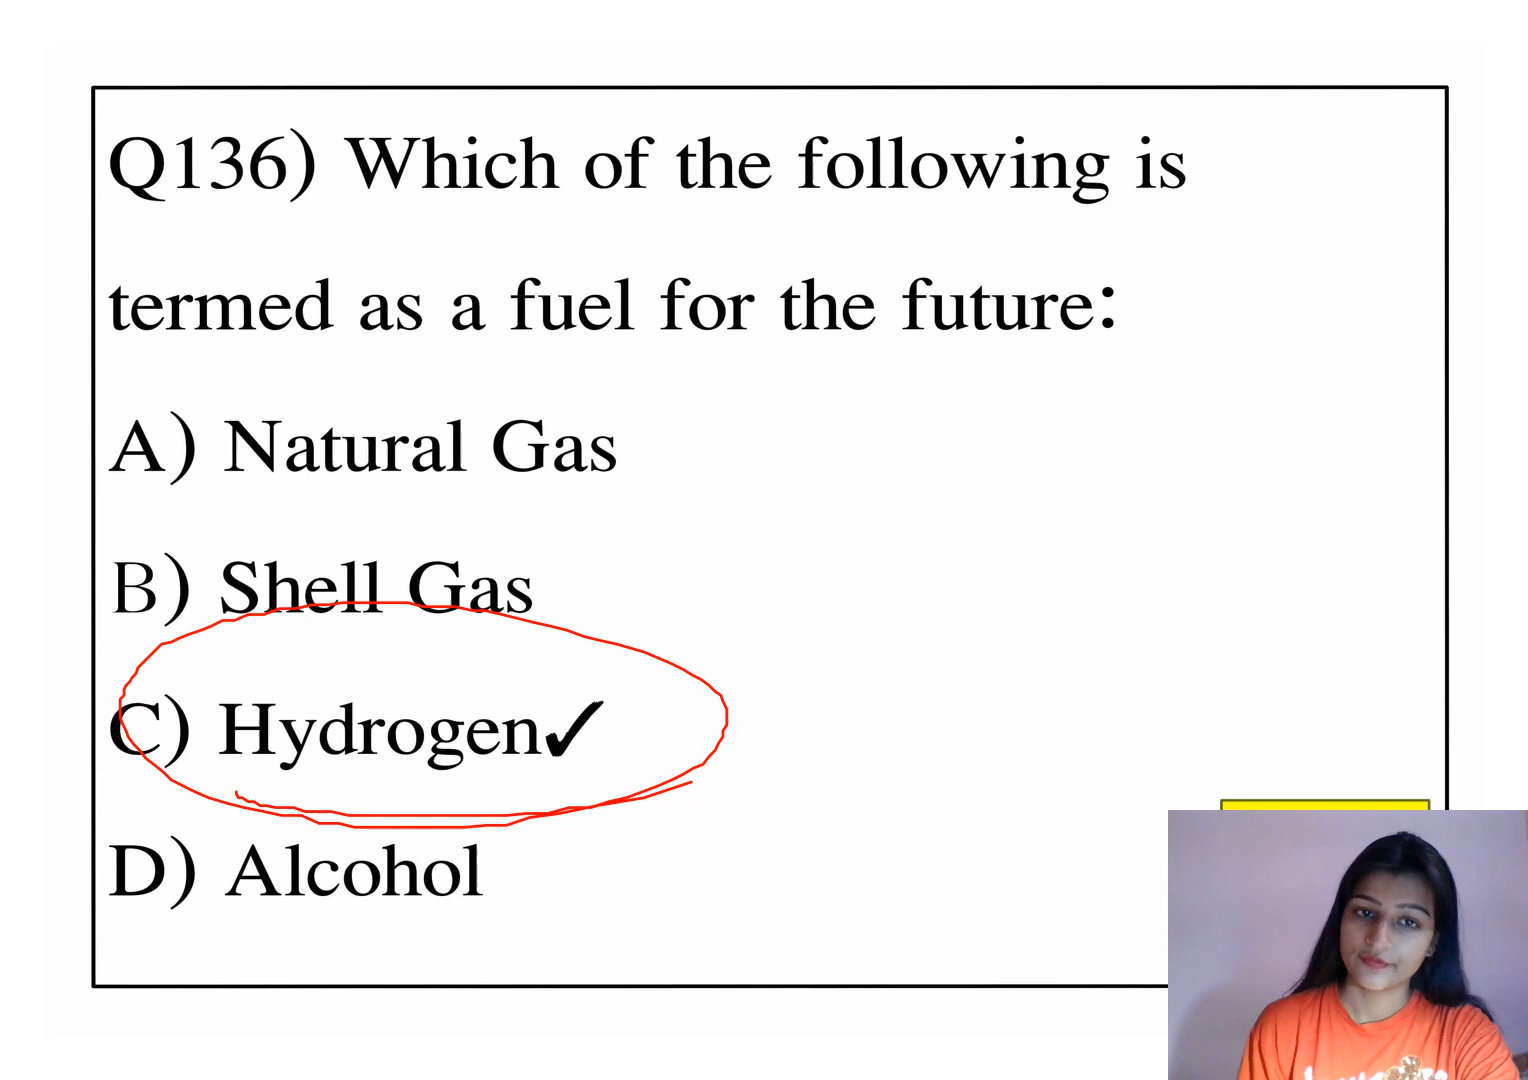 Q136) Which of the following is
termed as a fuel for the future:
A) Natural Gas
B) Shell Gas
C) Hydrogen✓
D) Alcohol